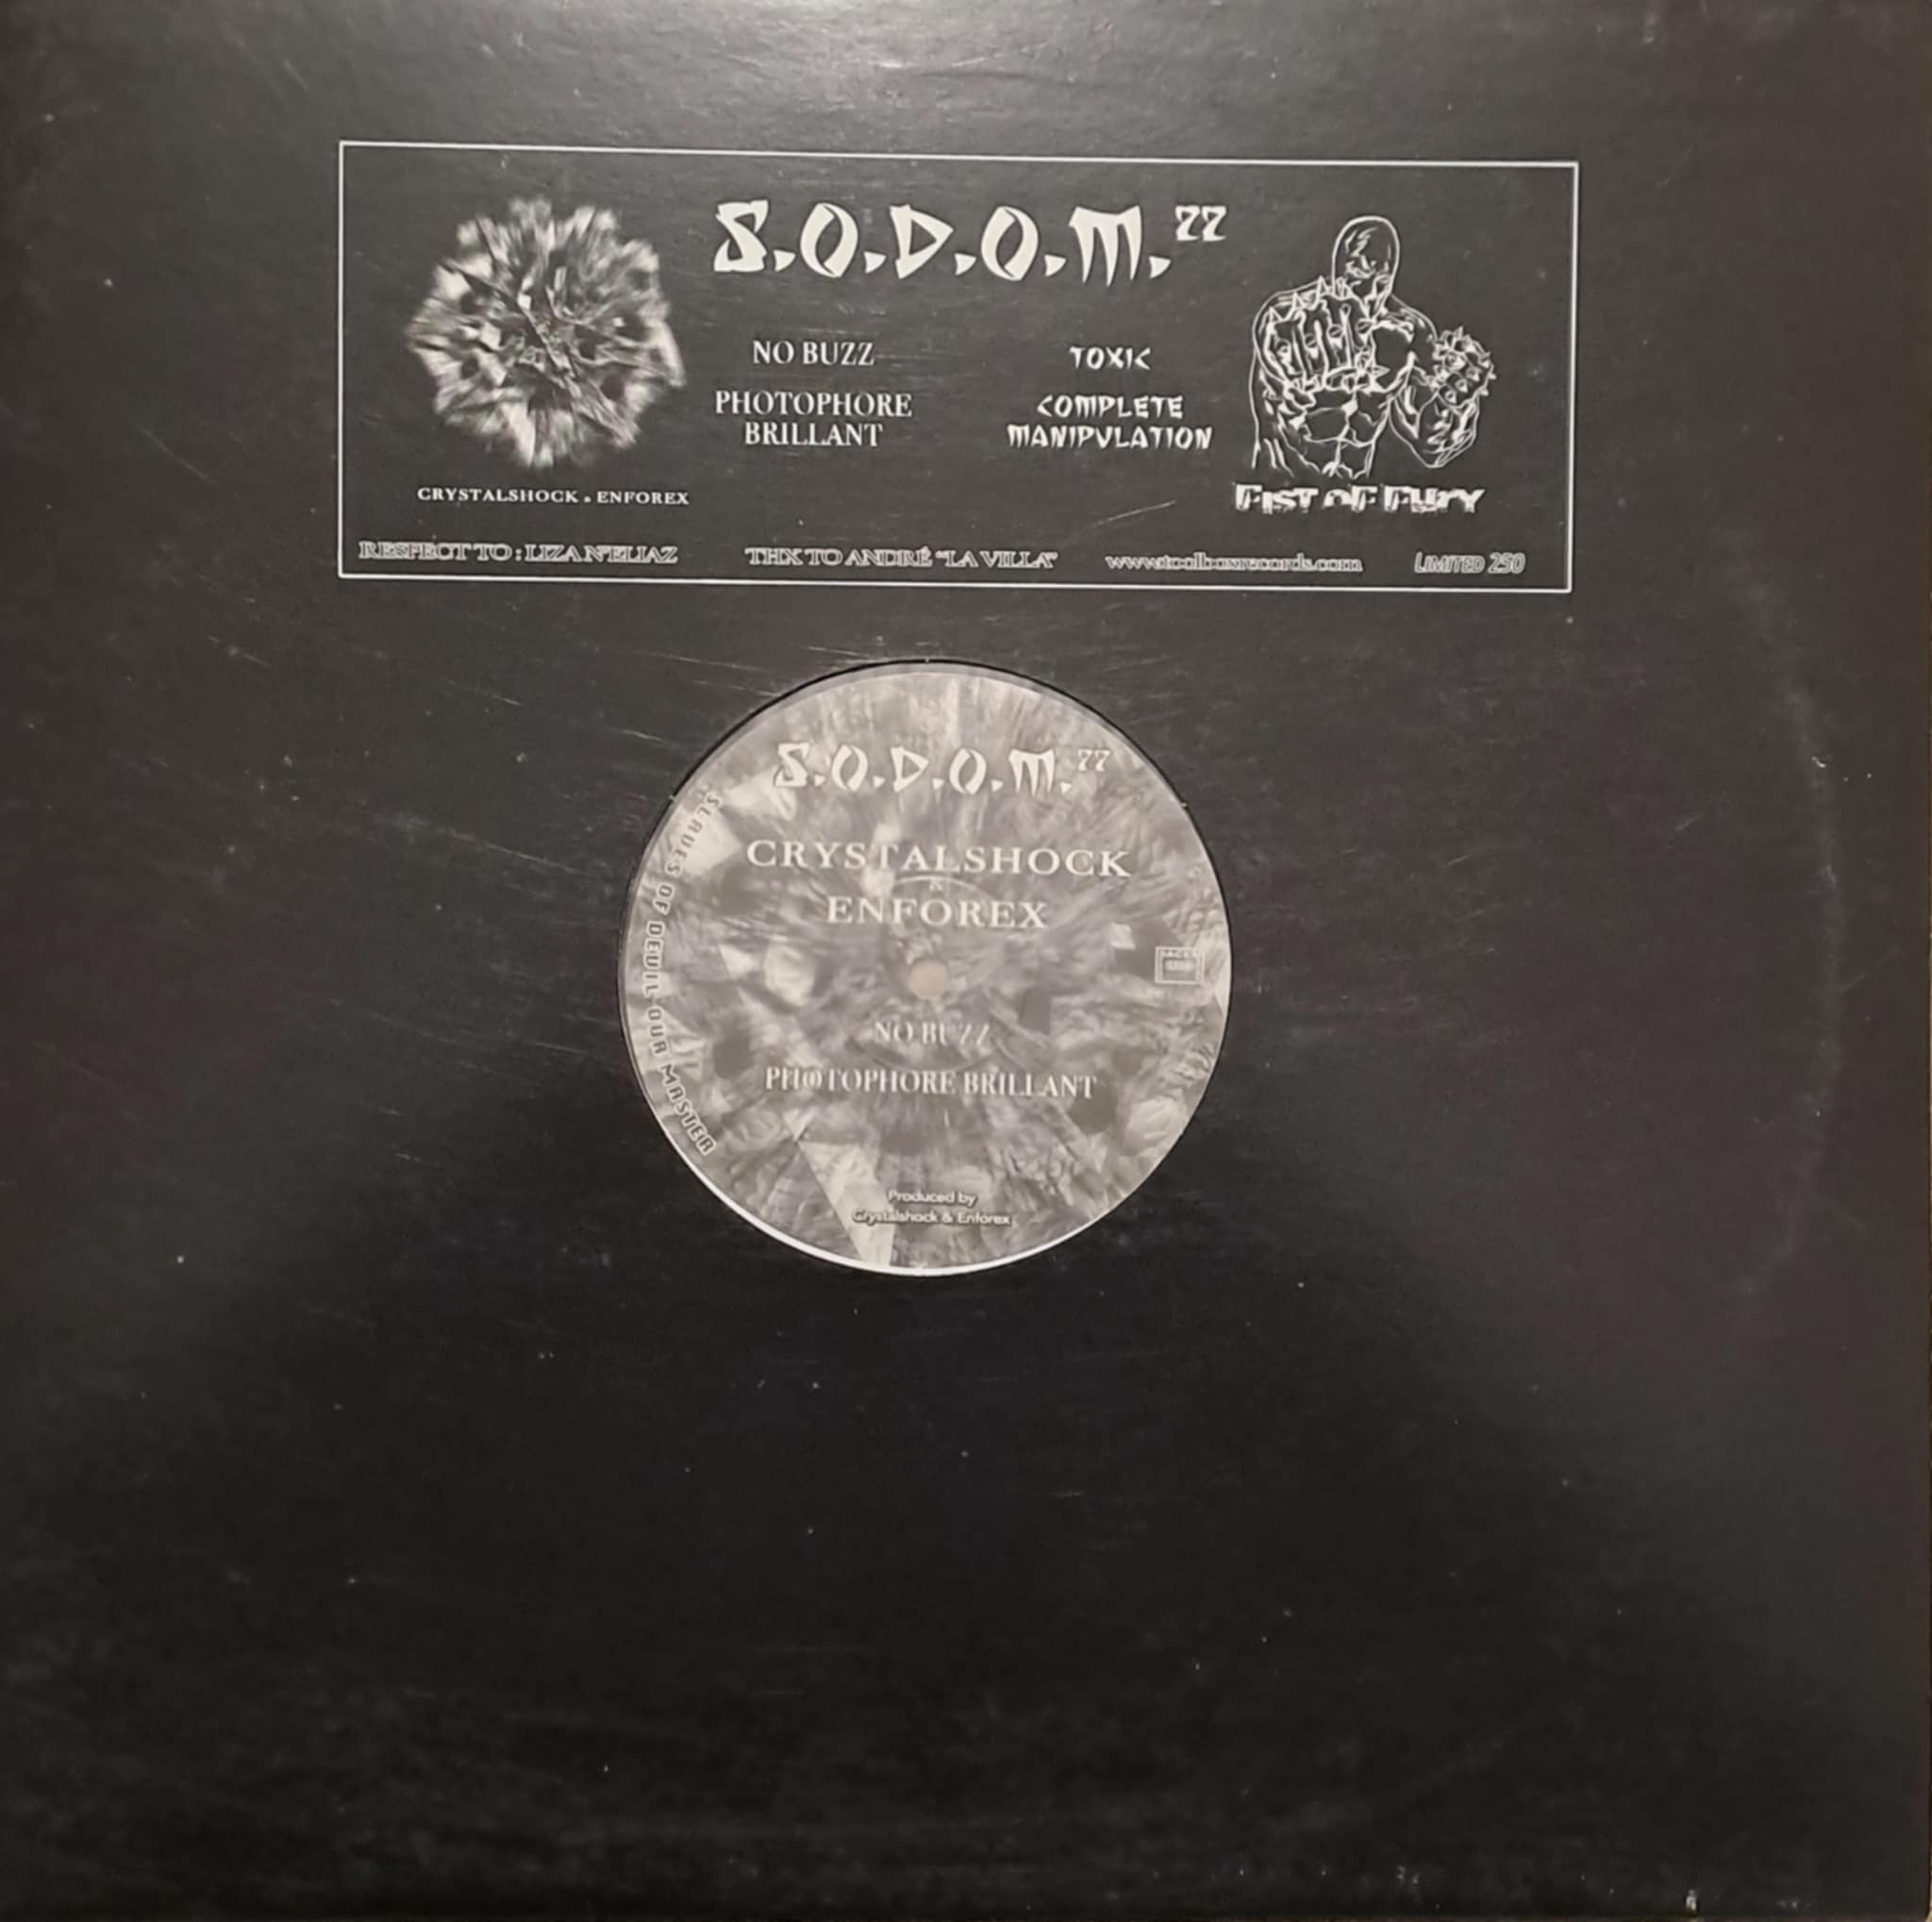 S.O.D.O.M.77
NO BUZZ
PHOTOPHORE
BRILLANT
TOXIC
COMPLETE
MANIPULATION
CRYSTALSHOCK . ENFOREX
FIST OF FURY
RESPECT TO : LIZA N'ELIAZ
THX TO ANDRÉ "LA VILLA"
www.toolboxrecords.com
LIMITED 250
S.O.D.O.M.77
CRYSTALSHOCK
&
ENFOREX
SLAVES OF DEVIL OUR MASTER
NO BUZZ
PHOTOPHORE BRILLANT
Produced by
Crystalshock & Enforex